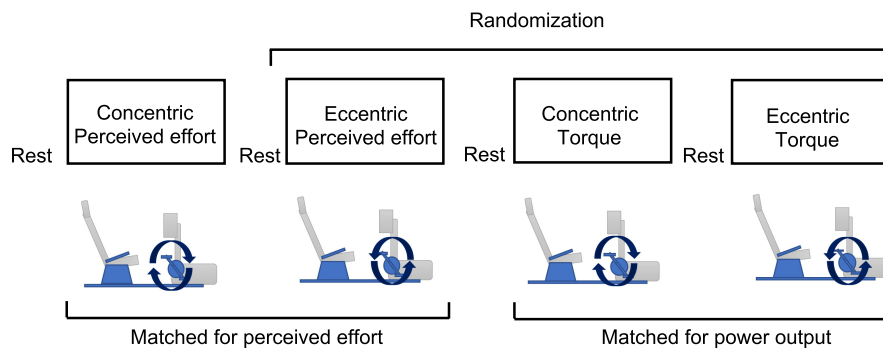 Randomization
Concentric
Perceived effort
Eccentric
Perceived effort
Concentric
Torque
Eccentric
Torque
Rest
Rest
Rest
Rest
Matched for perceived effort
Matched for power output